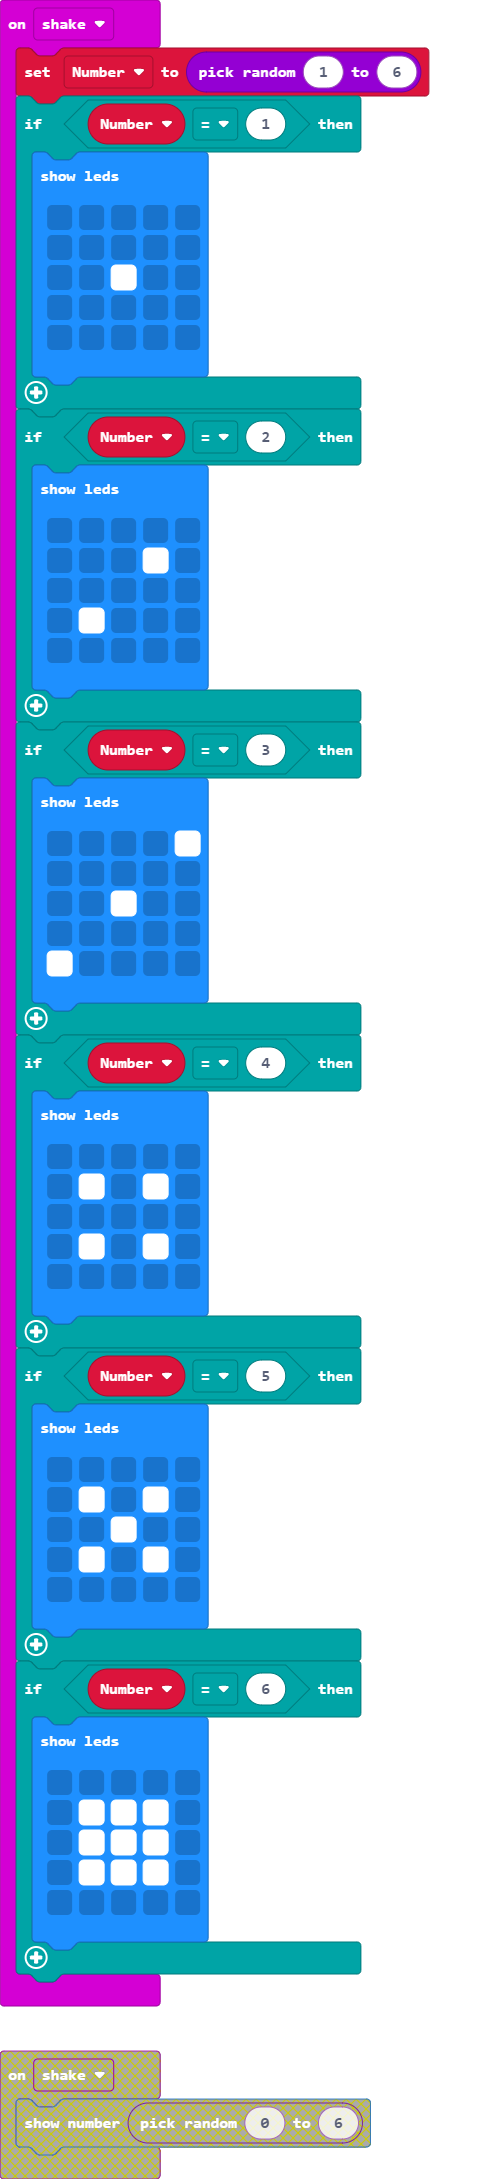 on shake
set Number to pick random 1 to 6
if Number = 1 then
show leds
if Number = 2 then
show leds
if Number = 3 then
show leds
if Number = 4 then
show leds
if Number = 5 then
show leds
if Number = 6 then
show leds
on shake
show number pick random 0 to 6